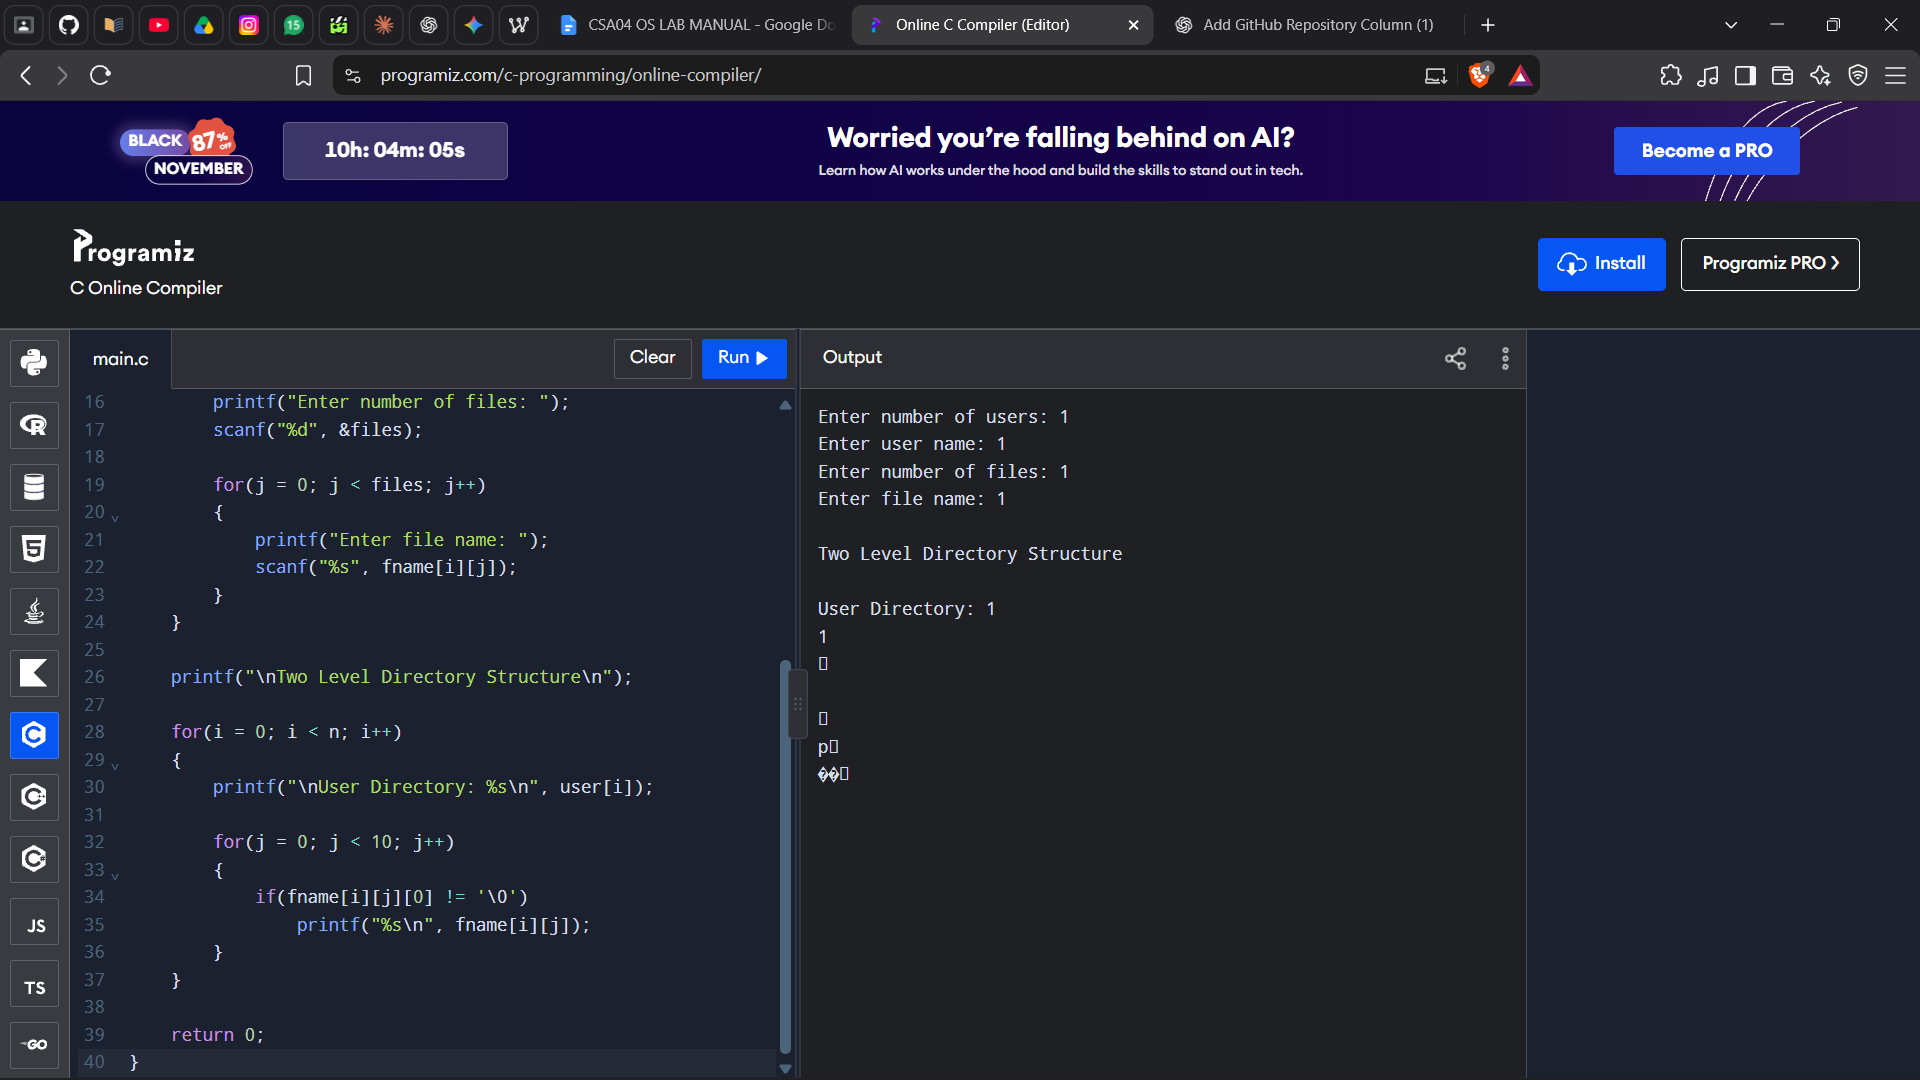 15
CSA04 OS LAB MANUAL - Google Do
Online C Compiler (Editor)
Add GitHub Repository Column (1)
programiz.com/c-programming/online-compiler/
4
BLACK 87% OFF
NOVEMBER
10h: 04m: 05s
Worried you’re falling behind on AI?
Learn how AI works under the hood and build the skills to stand out in tech.
Become a PRO
Programiz
C Online Compiler
Install
Programiz PRO
main.c
Clear
Run
Output
16 printf("Enter number of files: ");
17 scanf("%d", &files);
18
19 for(j = 0; j < files; j++)
20 {
21 printf("Enter file name: ");
22 scanf("%s", fname[i][j]);
23 }
24 }
25
26 printf("\nTwo Level Directory Structure\n");
27
28 for(i = 0; i < n; i++)
29 {
30 printf("\nUser Directory: %s\n", user[i]);
31
32 for(j = 0; j < 10; j++)
33 {
34 if(fname[i][j][0] != '\0')
35 printf("%s\n", fname[i][j]);
36 }
37 }
38
39 return 0;
40 }
Enter number of users: 1
Enter user name: 1
Enter number of files: 1
Enter file name: 1
Two Level Directory Structure
User Directory: 1
1
p
��
R
5
JS
TS
GO